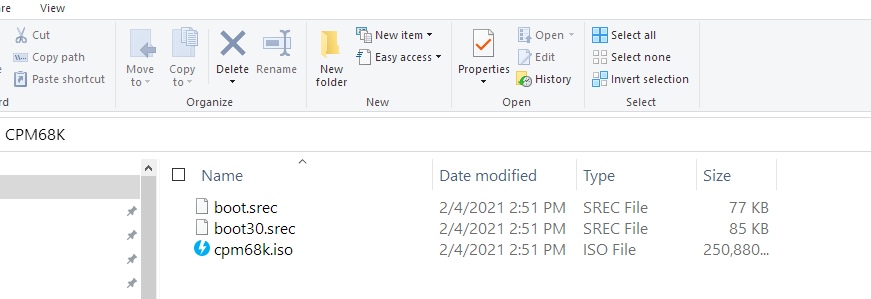 are View
Cut
Copy path
Paste shortcut
Move to
Copy to
Delete
Rename
Organize
New folder
New item
Easy access
New
Properties
Open
Edit
History
Open
Select all
Select none
Invert selection
Select
CPM68K
Name Date modified Type Size
boot.srec 2/4/2021 2:51 PM SREC File 77 KB
boot30.srec 2/4/2021 2:51 PM SREC File 85 KB
cpm68k.iso 2/4/2021 2:51 PM ISO File 250,880...